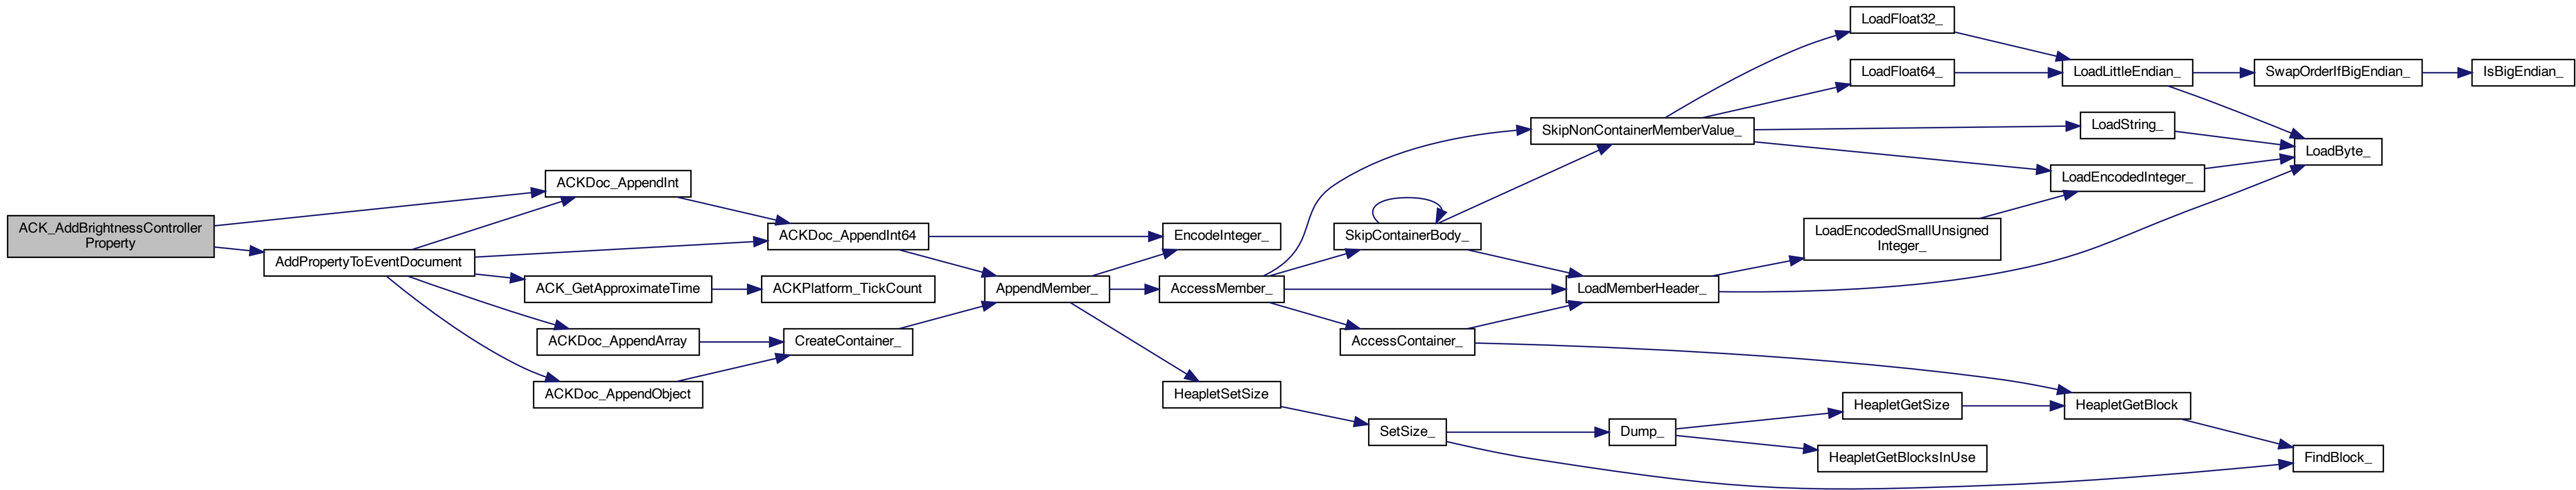 ACK_AddBrightnessController
Property
AddPropertyToEventDocument
ACKDoc_AppendInt
ACKDoc_AppendInt64
ACK_GetApproximateTime
ACKPlatform_TickCount
ACKDoc_AppendArray
CreateContainer_
ACKDoc_AppendObject
EncodeInteger_
AppendMember_
AccessMember_
HeapletSetSize
SkipNonContainerMemberValue_
SkipContainerBody_
LoadMemberHeader_
AccessContainer_
LoadFloat32_
LoadFloat64_
LoadLittleEndian_
SwapOrderIfBigEndian_
IsBigEndian_
LoadString_
LoadByte_
LoadEncodedInteger_
LoadEncodedSmallUnsigned
Integer_
SetSize_
Dump_
HeapletGetSize
HeapletGetBlocksInUse
HeapletGetBlock
FindBlock_